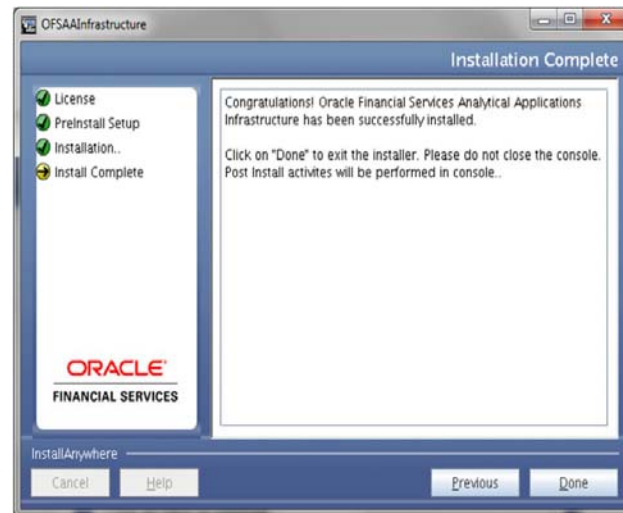 OFSAAInfrastructure
Installation Complete
License
PreInstall Setup
Installation..
Install Complete
Congratulations! Oracle Financial Services Analytical Applications
Infrastructure has been successfully installed.
Click on "Done" to exit the installer. Please do not close the console.
Post Install activites will be performed in console..
ORACLE
FINANCIAL SERVICES
InstallAnywhere
Cancel
Help
Previous
Done